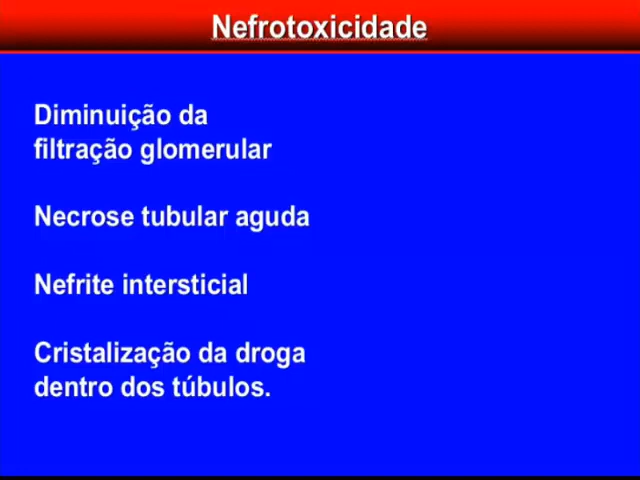 Nefrotoxicidade
Diminuição da
filtração glomerular
Necrose tubular aguda
Nefrite intersticial
Cristalização da droga
dentro dos túbulos.